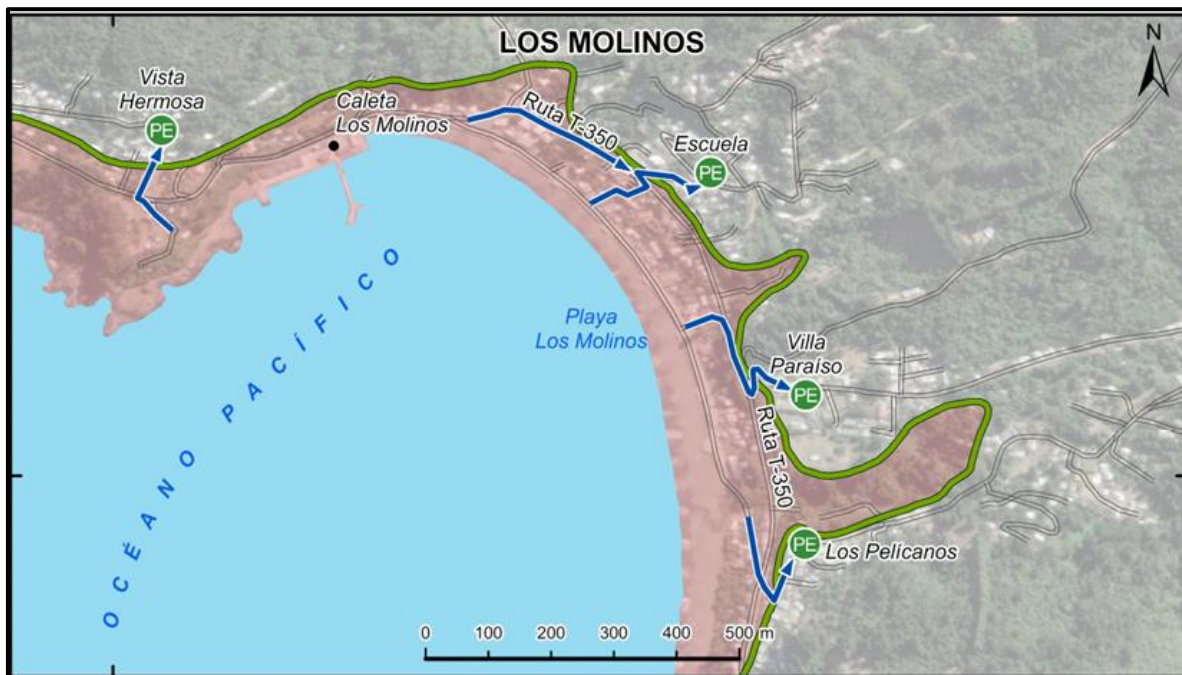 LOS MOLINOS
N
Vista
Hermosa
PE
Caleta
Los Molinos
Ruta T-350
Escuela
PE
OCÉANO PACÍFICO
Playa
Los Molinos
Villa
Paraíso
PE
Ruta T-350
PE
Los Pelícanos
0 100 200 300 400 500 m